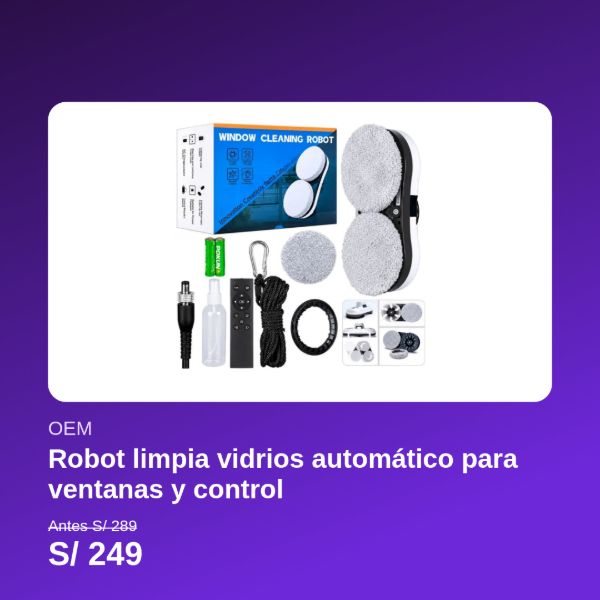 WINDOW CLEANING ROBOT
OEM
Robot limpia vidrios automático para
ventanas y control
Antes S/ 289
S/ 249